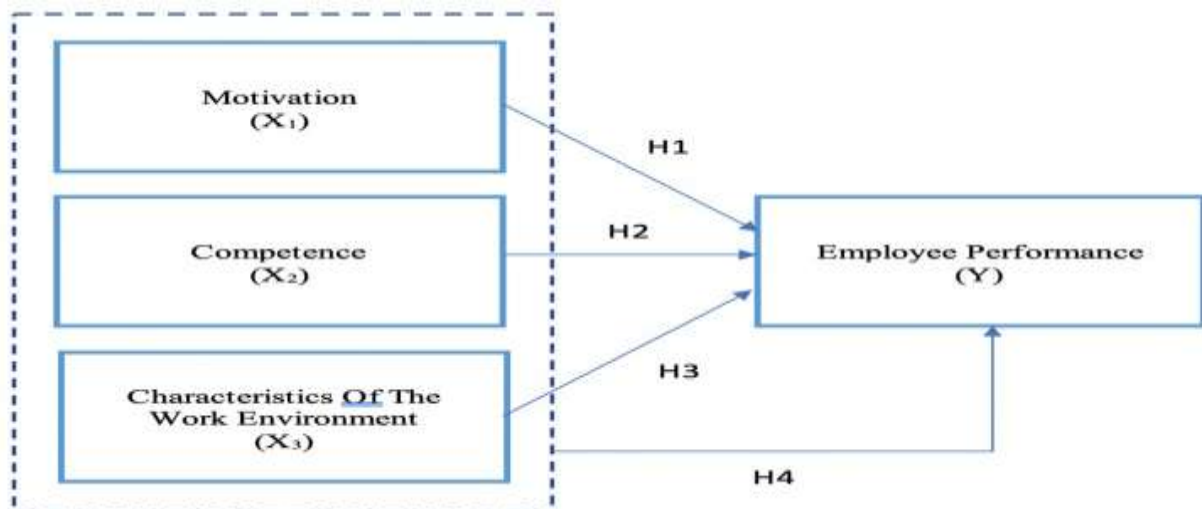 Motivation
(X₁)
H1
Competence
(X₂)
H2
Employee Performance
(Y)
Characteristics Of The
Work Environment
(X₃)
H3
H4